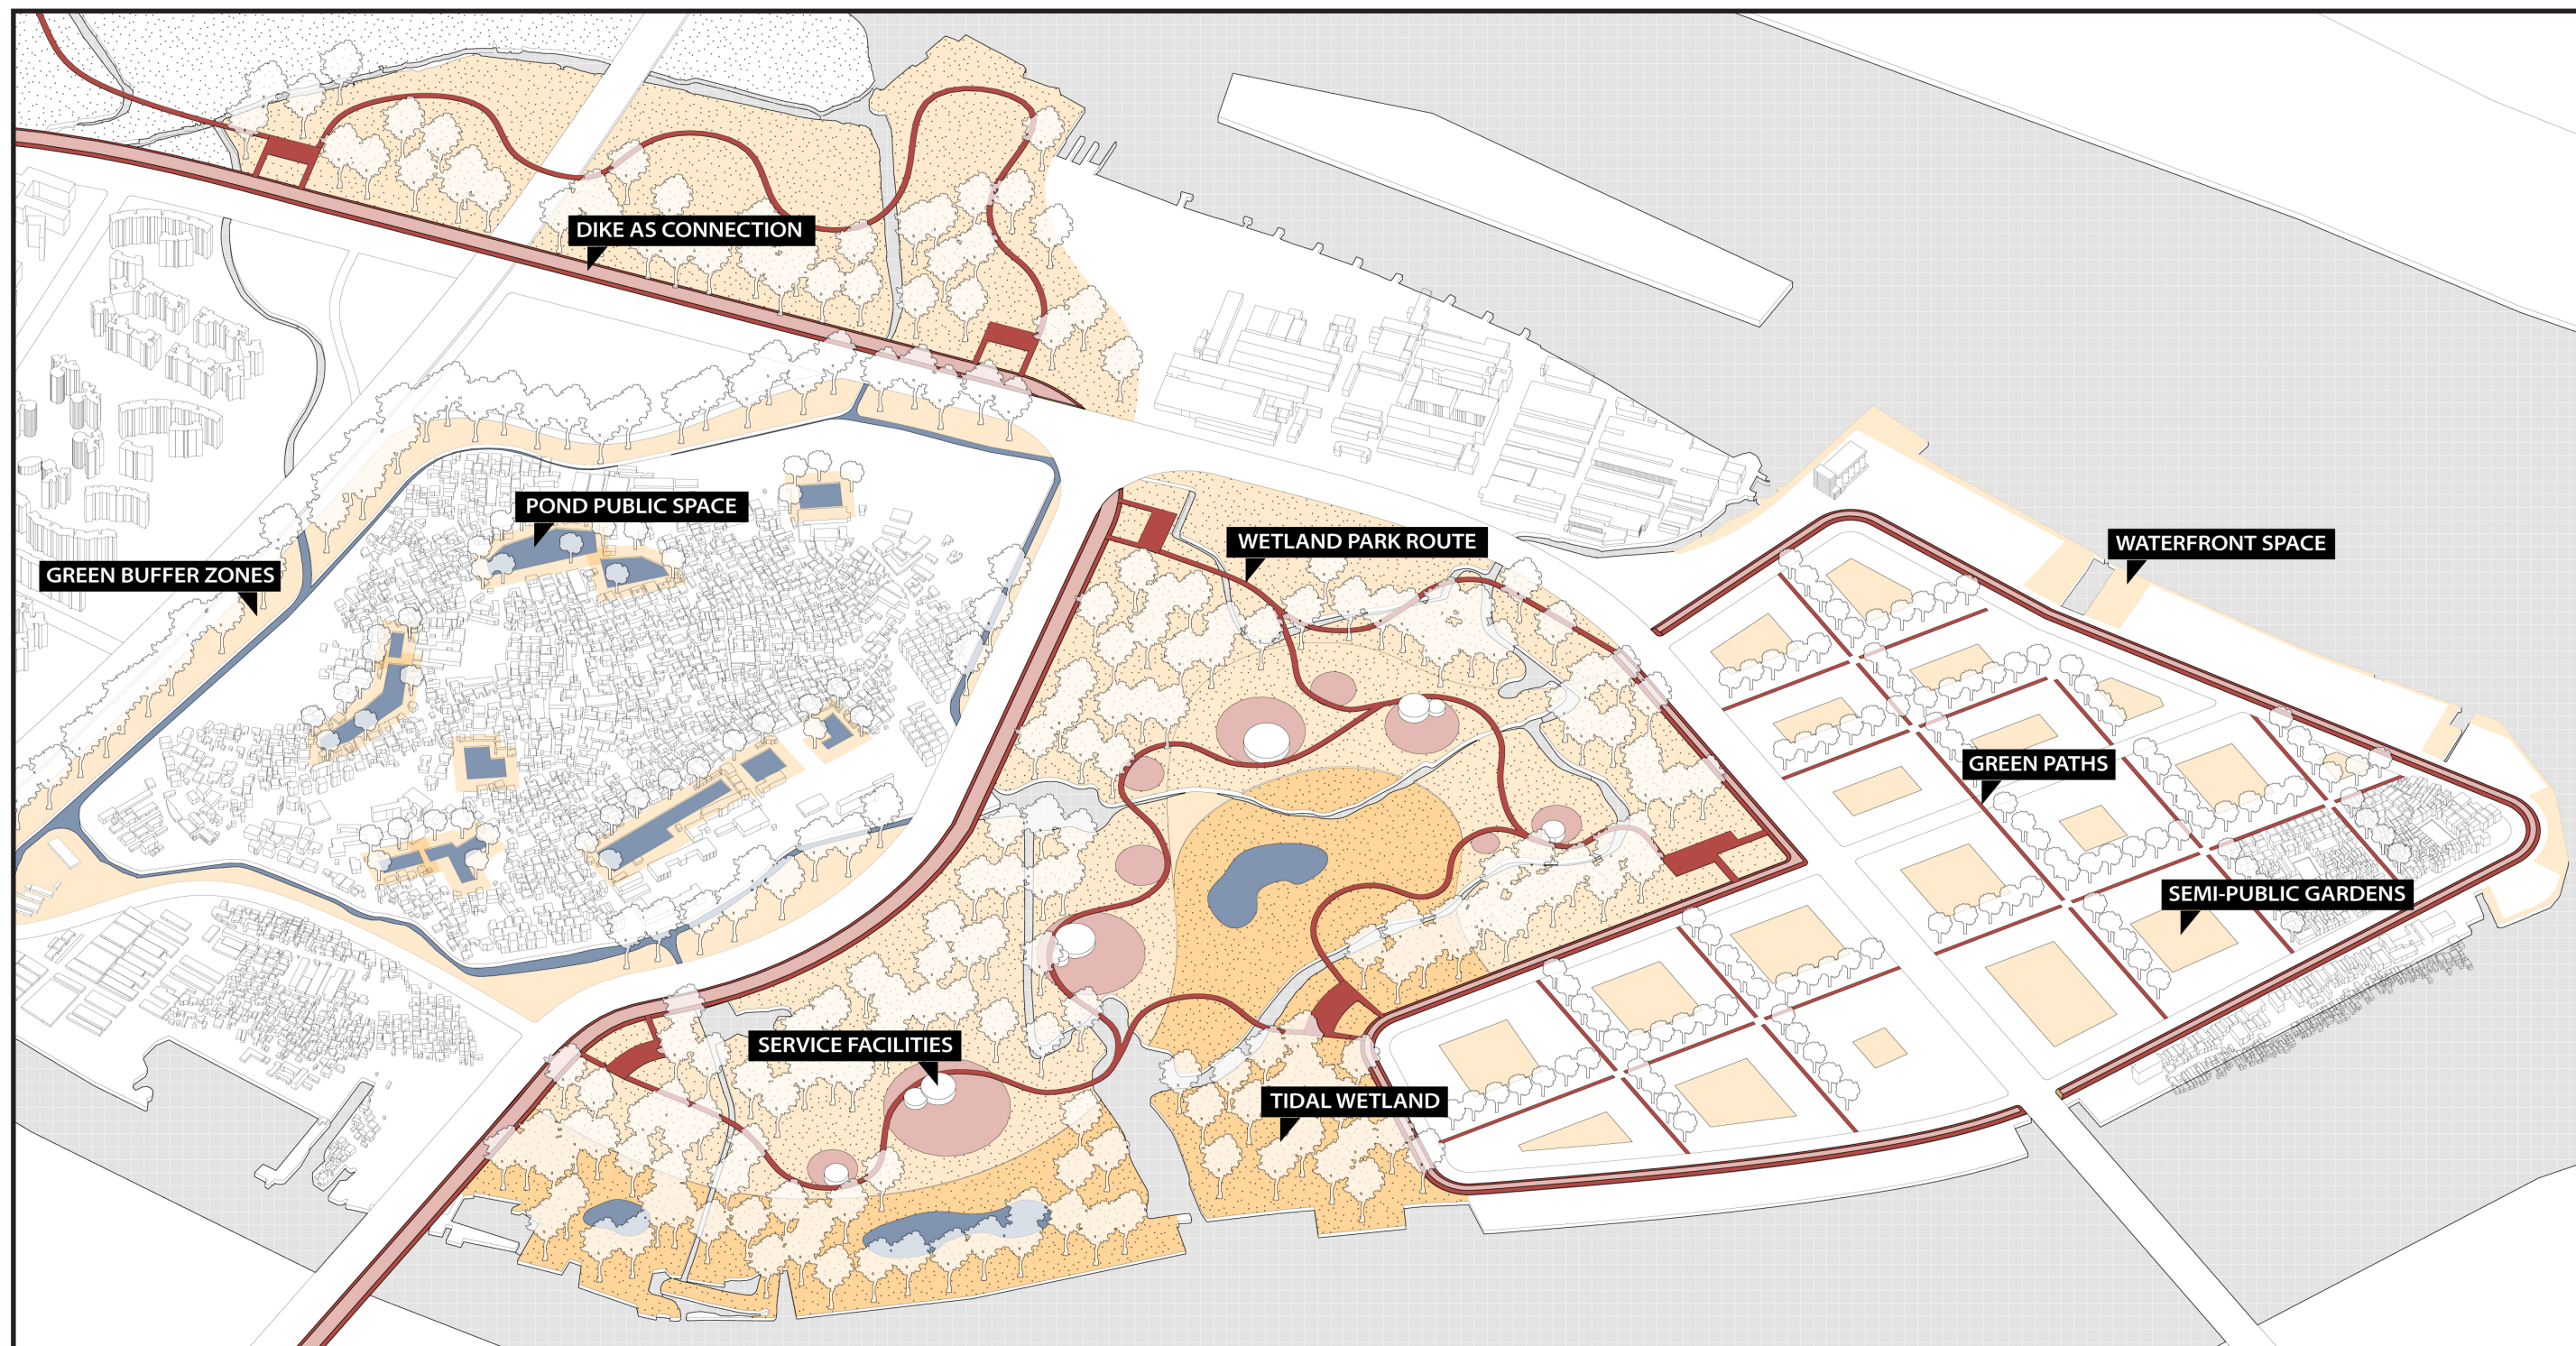 DIKE AS CONNECTION
POND PUBLIC SPACE
WETLAND PARK ROUTE
WATERFRONT SPACE
GREEN BUFFER ZONES
GREEN PATHS
SEMI-PUBLIC GARDENS
SERVICE FACILITIES
TIDAL WETLAND